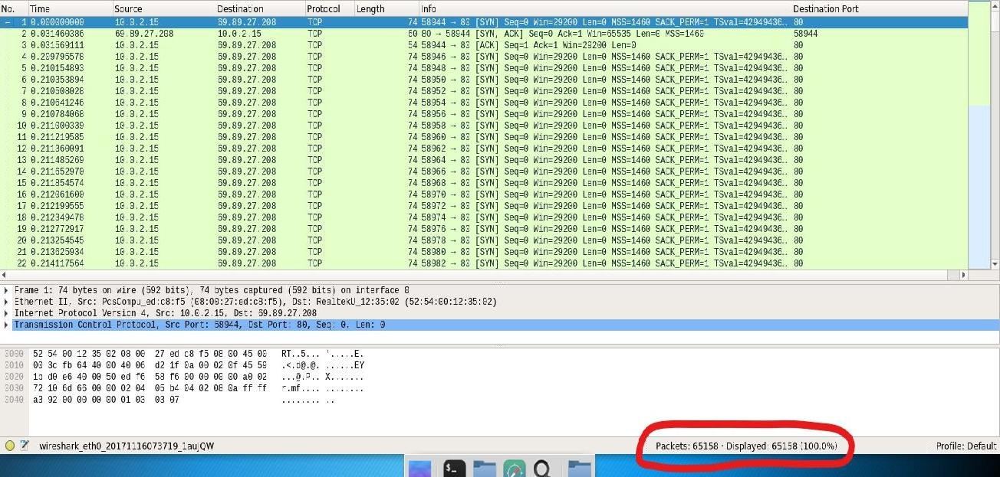 No. Time Source Destination Protocol Length Info Destination Port
1 0.000000000 10.0.2.15 69.89.27.208 TCP 74 58944 → 80 [SYN] Seq=0 Win=29200 Len=0 MSS=1460 SACK_PERM=1 TSval=42949436… 80
2 0.031460386 69.89.27.208 10.0.2.15 TCP 60 80 → 58944 [SYN, ACK] Seq=0 Ack=1 Win=65535 Len=0 MSS=1460 58944
3 0.031569111 10.0.2.15 69.89.27.208 TCP 54 58944 → 80 [ACK] Seq=1 Ack=1 Win=29200 Len=0 80
4 0.209795578 10.0.2.15 69.89.27.208 TCP 74 58946 → 80 [SYN] Seq=0 Win=29200 Len=0 MSS=1460 SACK_PERM=1 TSval=42949436… 80
5 0.210154893 10.0.2.15 69.89.27.208 TCP 74 58948 → 80 [SYN] Seq=0 Win=29200 Len=0 MSS=1460 SACK_PERM=1 TSval=42949436… 80
6 0.210353894 10.0.2.15 69.89.27.208 TCP 74 58950 → 80 [SYN] Seq=0 Win=29200 Len=0 MSS=1460 SACK_PERM=1 TSval=42949436… 80
7 0.210508028 10.0.2.15 69.89.27.208 TCP 74 58952 → 80 [SYN] Seq=0 Win=29200 Len=0 MSS=1460 SACK_PERM=1 TSval=42949436… 80
8 0.210641246 10.0.2.15 69.89.27.208 TCP 74 58954 → 80 [SYN] Seq=0 Win=29200 Len=0 MSS=1460 SACK_PERM=1 TSval=42949436… 80
9 0.210784068 10.0.2.15 69.89.27.208 TCP 74 58956 → 80 [SYN] Seq=0 Win=29200 Len=0 MSS=1460 SACK_PERM=1 TSval=42949436… 80
10 0.211000339 10.0.2.15 69.89.27.208 TCP 74 58958 → 80 [SYN] Seq=0 Win=29200 Len=0 MSS=1460 SACK_PERM=1 TSval=42949436… 80
11 0.211219585 10.0.2.15 69.89.27.208 TCP 74 58960 → 80 [SYN] Seq=0 Win=29200 Len=0 MSS=1460 SACK_PERM=1 TSval=42949436… 80
12 0.211360091 10.0.2.15 69.89.27.208 TCP 74 58962 → 80 [SYN] Seq=0 Win=29200 Len=0 MSS=1460 SACK_PERM=1 TSval=42949436… 80
13 0.211485269 10.0.2.15 69.89.27.208 TCP 74 58964 → 80 [SYN] Seq=0 Win=29200 Len=0 MSS=1460 SACK_PERM=1 TSval=42949436… 80
14 0.211652970 10.0.2.15 69.89.27.208 TCP 74 58966 → 80 [SYN] Seq=0 Win=29200 Len=0 MSS=1460 SACK_PERM=1 TSval=42949436… 80
15 0.211854574 10.0.2.15 69.89.27.208 TCP 74 58968 → 80 [SYN] Seq=0 Win=29200 Len=0 MSS=1460 SACK_PERM=1 TSval=42949436… 80
16 0.212061600 10.0.2.15 69.89.27.208 TCP 74 58970 → 80 [SYN] Seq=0 Win=29200 Len=0 MSS=1460 SACK_PERM=1 TSval=42949436… 80
17 0.212199555 10.0.2.15 69.89.27.208 TCP 74 58972 → 80 [SYN] Seq=0 Win=29200 Len=0 MSS=1460 SACK_PERM=1 TSval=42949436… 80
18 0.212349478 10.0.2.15 69.89.27.208 TCP 74 58974 → 80 [SYN] Seq=0 Win=29200 Len=0 MSS=1460 SACK_PERM=1 TSval=42949436… 80
19 0.212772917 10.0.2.15 69.89.27.208 TCP 74 58976 → 80 [SYN] Seq=0 Win=29200 Len=0 MSS=1460 SACK_PERM=1 TSval=42949436… 80
20 0.213254545 10.0.2.15 69.89.27.208 TCP 74 58978 → 80 [SYN] Seq=0 Win=29200 Len=0 MSS=1460 SACK_PERM=1 TSval=42949436… 80
21 0.213625934 10.0.2.15 69.89.27.208 TCP 74 58980 → 80 [SYN] Seq=0 Win=29200 Len=0 MSS=1460 SACK_PERM=1 TSval=42949436… 80
22 0.214117564 10.0.2.15 69.89.27.208 TCP 74 58982 → 80 [SYN] Seq=0 Win=29200 Len=0 MSS=1460 SACK_PERM=1 TSval=42949436… 80
Frame 1: 74 bytes on wire (592 bits), 74 bytes captured (592 bits) on interface 0
Ethernet II, Src: PcsCompu_ed:c8:f5 (08:00:27:ed:c8:f5), Dst: RealtekU_12:35:02 (52:54:00:12:35:02)
Internet Protocol Version 4, Src: 10.0.2.15, Dst: 69.89.27.208
Transmission Control Protocol, Src Port: 58944, Dst Port: 80, Seq: 0, Len: 0
0000 52 54 00 12 35 02 08 00 27 ed c8 f5 08 00 45 00 RT..5... '.....E.
0010 00 3c fb 64 40 00 40 06 d2 1f 0a 00 02 0f 45 59 .<.d@.@. ......EY
0020 1b d0 e6 40 00 50 ed f6 58 f6 00 00 00 00 a0 02 ...@.P.. X.......
0030 72 10 6d 66 00 00 02 04 05 b4 04 02 08 0a ff ff r.mf.... ........
0040 a3 92 00 00 00 00 01 03 03 07 ........ ..
wireshark_eth0_20171116073719_1aujQW Packets: 65158 · Displayed: 65158 (100.0%) Profile: Default
$_